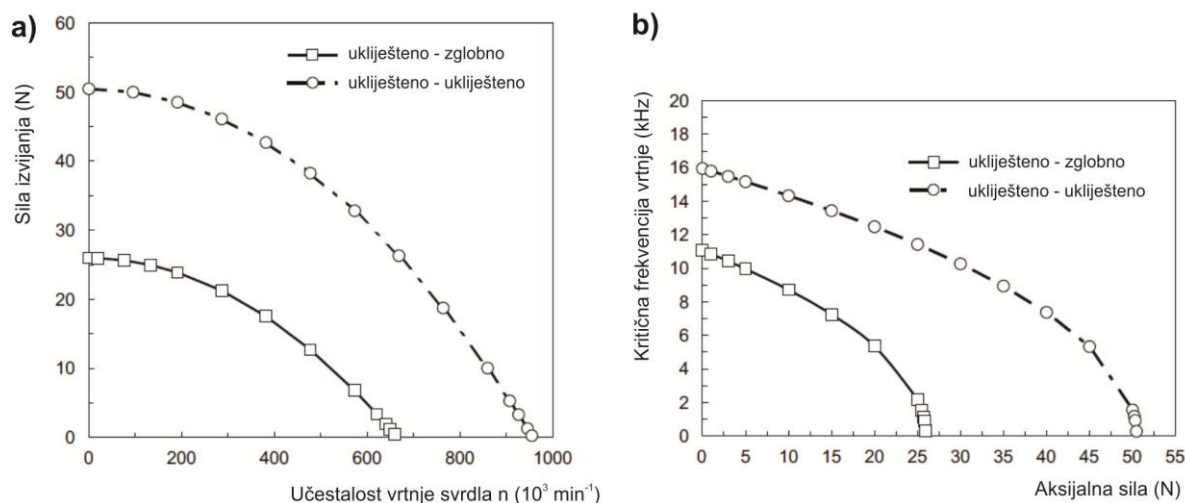 a)
Sila izvijanja (N)
60
50
40
30
20
10
0
ukliješteno - zglobno
ukliješteno - ukliješteno
0 200 400 600 800 1000
Učestalost vrtnje svrdla n (10³ min⁻¹)
b)
Kritična frekvencija vrtnje (kHz)
20
18
16
14
12
10
8
6
4
2
0
ukliješteno - zglobno
ukliješteno - ukliješteno
0 5 10 15 20 25 30 35 40 45 50 55
Aksijalna sila (N)